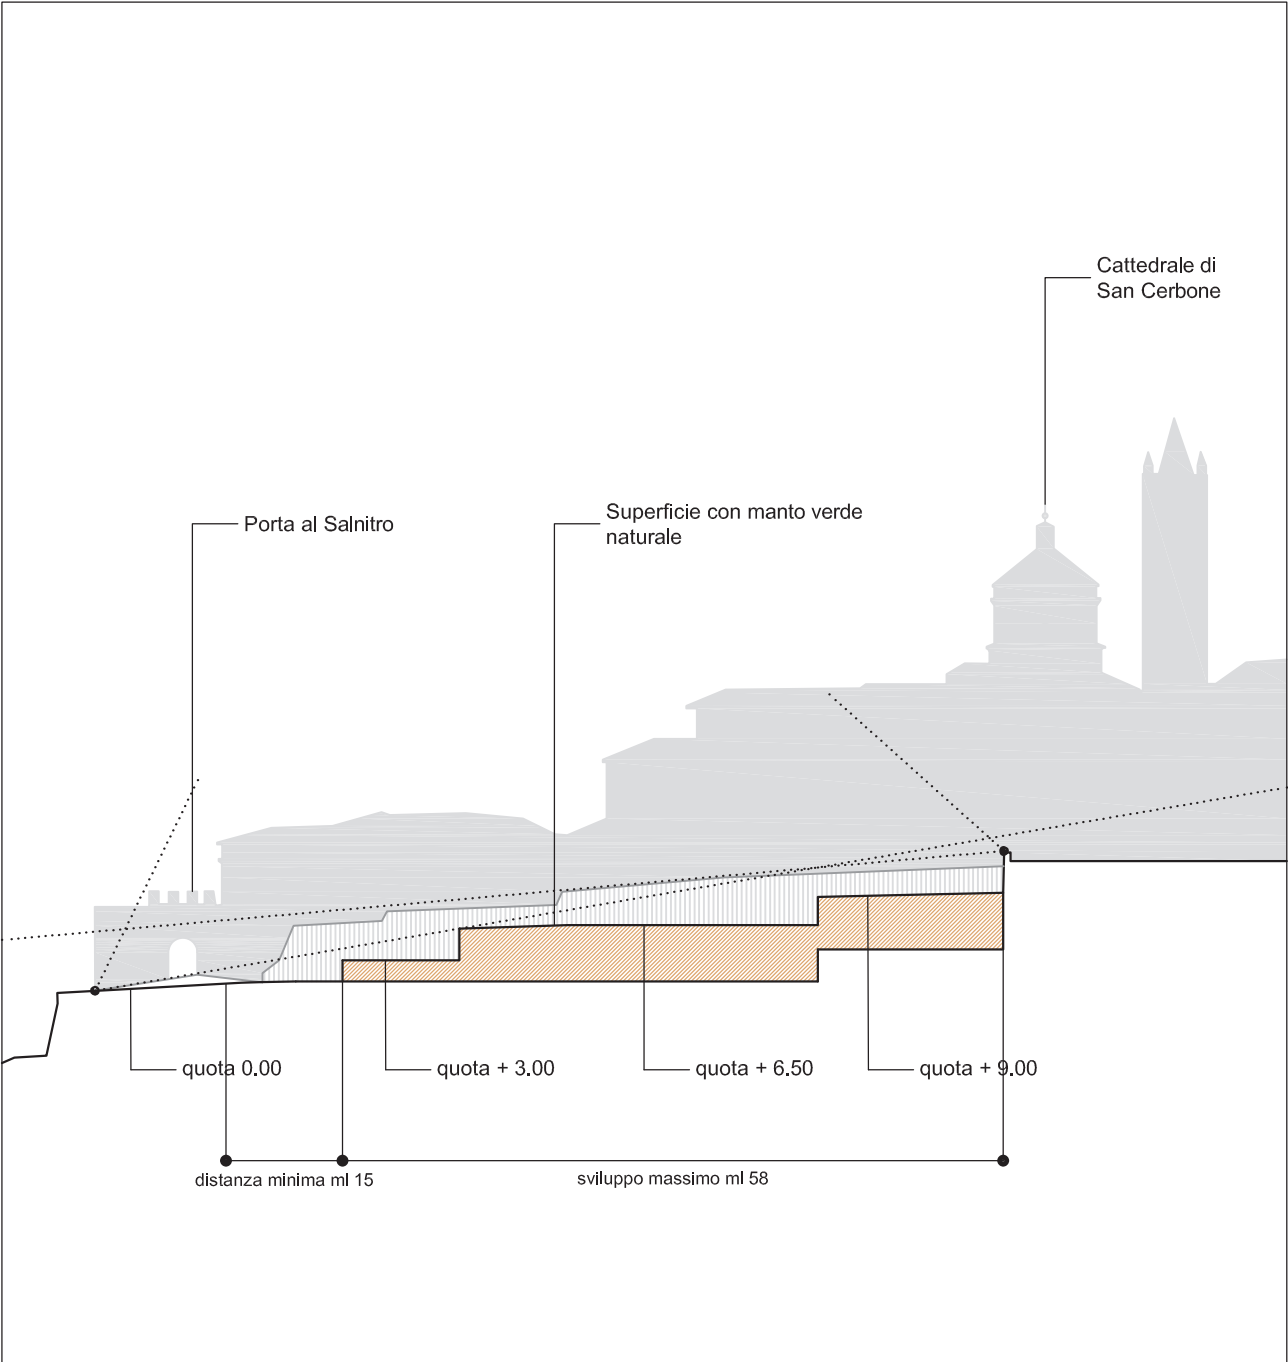 Cattedrale di
San Cerbone
Superficie con manto verde
naturale
Porta al Salnitro
quota 0.00
quota + 3.00
quota + 6.50
quota + 9.00
distanza minima ml 15
sviluppo massimo ml 58